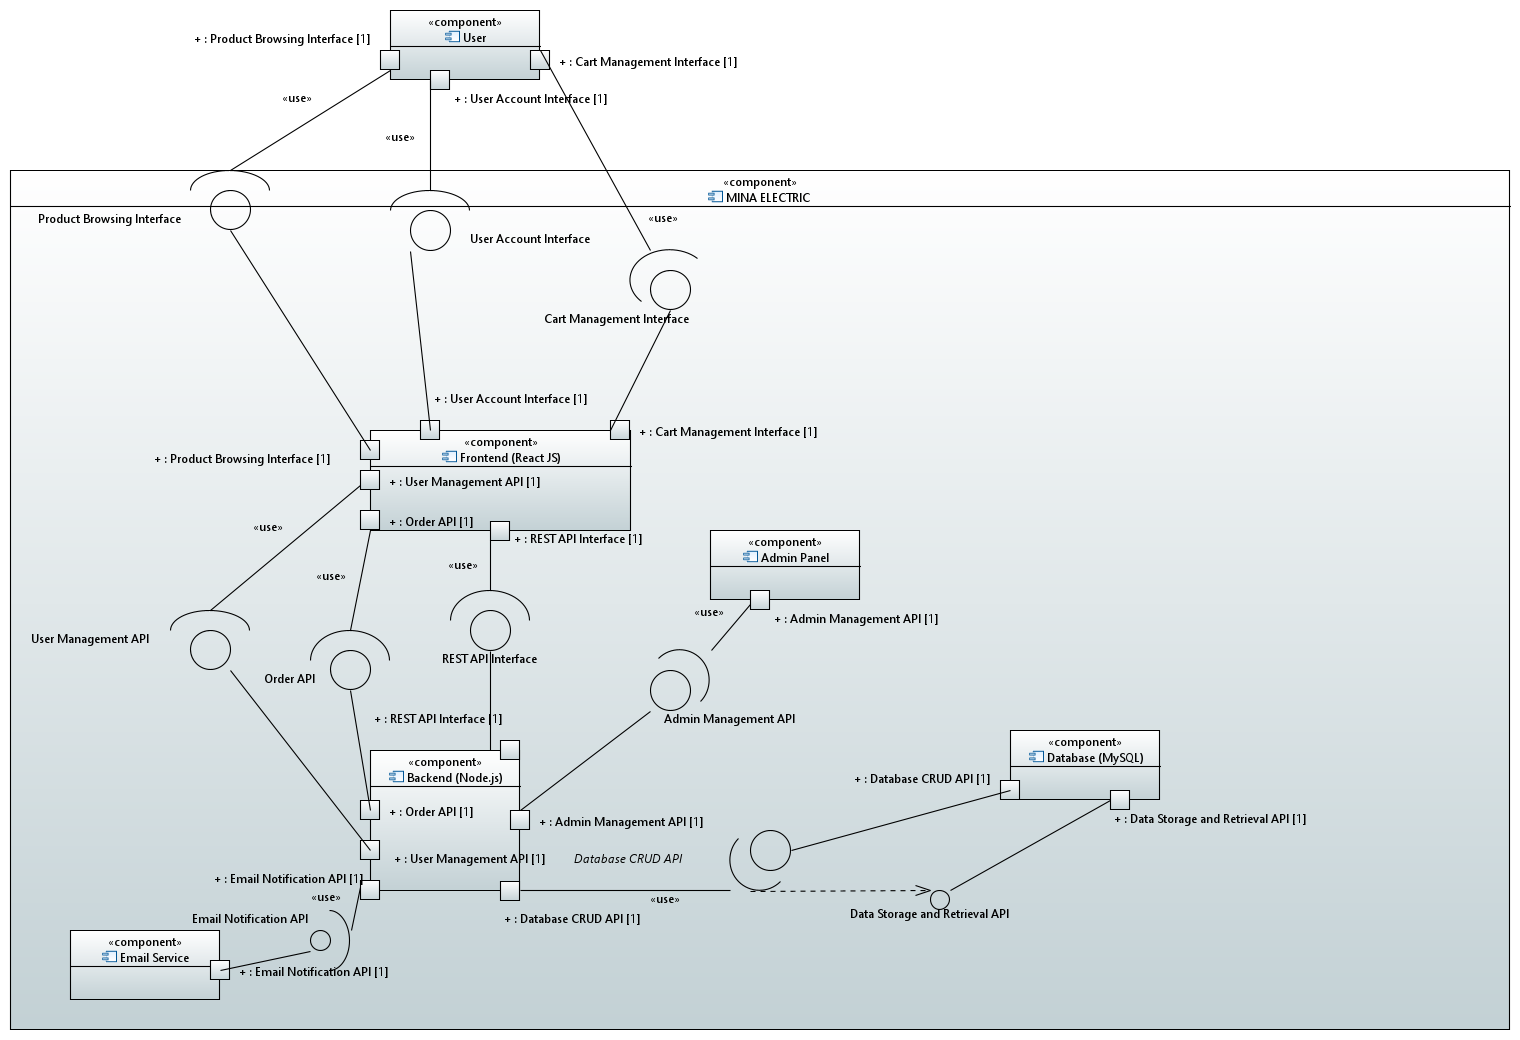 «component»
User
+ : Product Browsing Interface [1]
+ : Cart Management Interface [1]
+ : User Account Interface [1]
«use»
«use»
«component»
MINA ELECTRIC
Product Browsing Interface
«use»
User Account Interface
Cart Management Interface
+ : User Account Interface [1]
+ : Cart Management Interface [1]
«component»
Frontend (React JS)
+ : Product Browsing Interface [1]
+ : User Management API [1]
+ : Order API [1]
«use»
+ : REST API Interface [1]
«component»
Admin Panel
«use»
«use»
«use»
+ : Admin Management API [1]
User Management API
REST API Interface
Order API
+ : REST API Interface [1]
Admin Management API
«component»
Database (MySQL)
«component»
Backend (Node.js)
+ : Database CRUD API [1]
+ : Order API [1]
+ : Admin Management API [1]
+ : Data Storage and Retrieval API [1]
+ : User Management API [1]
Database CRUD API
+ : Email Notification API [1]
«use»
«use»
Email Notification API
+ : Database CRUD API [1]
Data Storage and Retrieval API
«component»
Email Service
+ : Email Notification API [1]